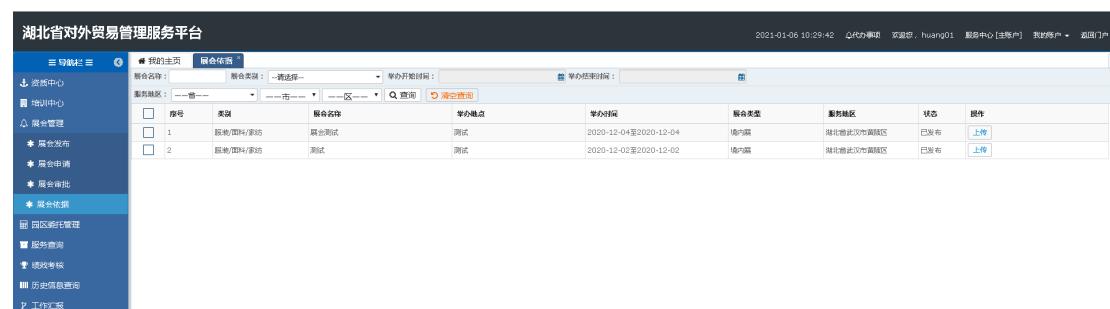 湖北省对外贸易管理服务平台
2021-01-06 10:29:42 代办事项 欢迎您，huang01 服务中心 [主账户] 我的账户 返回门户
三 导航栏 三
我的主页 展会依据 ×
展会名称： 展会类别： --请选择-- 举办开始时间： 举办结束时间：
服务地区： ——省—— ——市—— ——区—— 查询 清空查询
序号 类别 展会名称 举办地点 举办时间 展会类型 服务地区 状态 操作
1 服装/面料/家纺 展会测试 测试 2020-12-04至2020-12-04 境内展 湖北省武汉市黄陂区 已发布 上传
2 服装/面料/家纺 测试 测试 2020-12-02至2020-12-02 境内展 湖北省武汉市黄陂区 已发布 上传
资质中心
培训中心
展会管理
展会发布
展会申请
展会审批
展会依据
园区委托管理
服务查询
绩效考核
历史信息查询
工作汇报